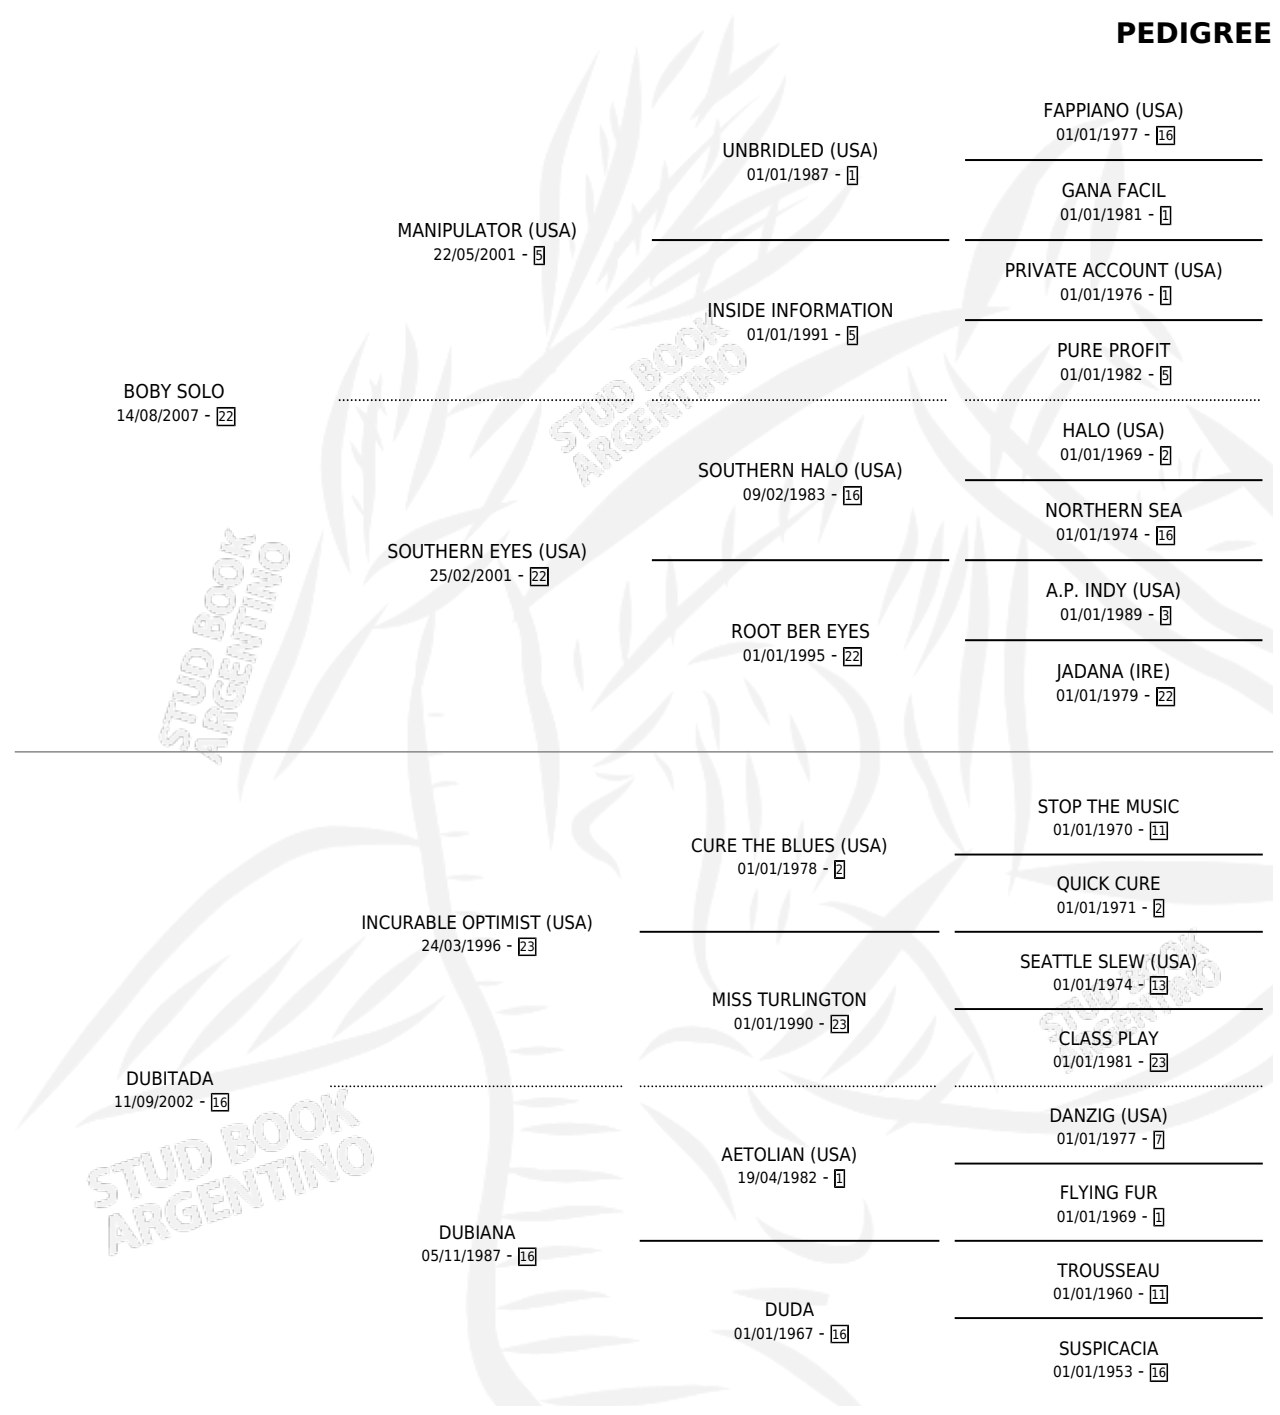 PEDIGREE
FAPPIANO (USA)
01/01/1977 - 16
UNBRIDLED (USA)
01/01/1987 - 1
GANA FACIL
01/01/1981 - 1
MANIPULATOR (USA)
22/05/2001 - 5
PRIVATE ACCOUNT (USA)
01/01/1976 - 1
INSIDE INFORMATION
01/01/1991 - 5
PURE PROFIT
01/01/1982 - 5
BOBY SOLO
14/08/2007 - 22
HALO (USA)
01/01/1969 - 2
SOUTHERN HALO (USA)
09/02/1983 - 16
NORTHERN SEA
01/01/1974 - 16
SOUTHERN EYES (USA)
25/02/2001 - 22
A.P. INDY (USA)
01/01/1989 - 3
ROOT BER EYES
01/01/1995 - 22
JADANA (IRE)
01/01/1979 - 22
STUD BOOK
ARGENTINO
STUD BOOK
ARGENTINO
STOP THE MUSIC
01/01/1970 - 11
CURE THE BLUES (USA)
01/01/1978 - 2
QUICK CURE
01/01/1971 - 2
INCURABLE OPTIMIST (USA)
24/03/1996 - 23
SEATTLE SLEW (USA)
01/01/1974 - 13
MISS TURLINGTON
01/01/1990 - 23
CLASS PLAY
01/01/1981 - 23
DUBITADA
11/09/2002 - 16
DANZIG (USA)
01/01/1977 - 7
AETOLIAN (USA)
19/04/1982 - 1
FLYING FUR
01/01/1969 - 1
DUBIANA
05/11/1987 - 16
TROUSSEAU
01/01/1960 - 11
DUDA
01/01/1967 - 16
SUSPICACIA
01/01/1953 - 16
STUD BOOK
ARGENTINO
STUD BOOK
ARGENTINO